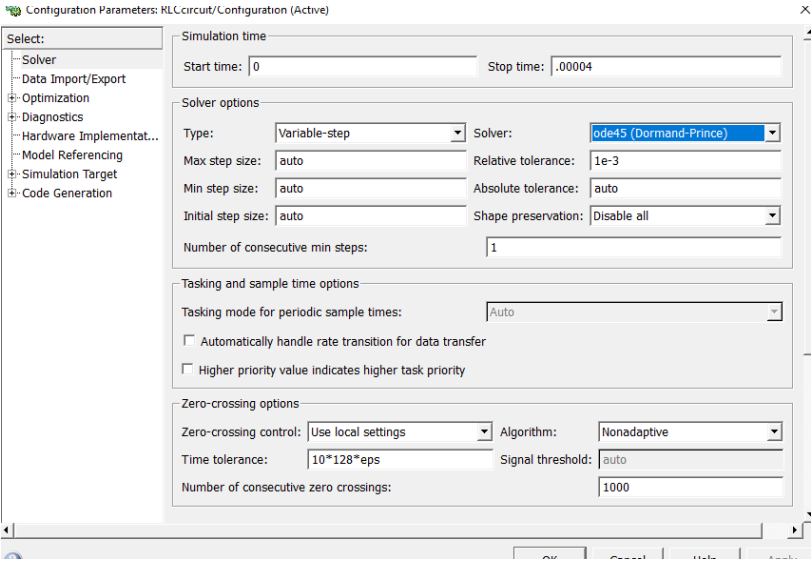 Configuration Parameters: RLCcircuit/Configuration (Active)
Select:
Solver
Data Import/Export
Optimization
Diagnostics
Hardware Implementat...
Model Referencing
Simulation Target
Code Generation
Simulation time
Start time: 0 Stop time: .00004
Solver options
Type: Variable-step Solver: ode45 (Dormand-Prince)
Max step size: auto Relative tolerance: 1e-3
Min step size: auto Absolute tolerance: auto
Initial step size: auto Shape preservation: Disable all
Number of consecutive min steps: 1
Tasking and sample time options
Tasking mode for periodic sample times: Auto
Automatically handle rate transition for data transfer
Higher priority value indicates higher task priority
Zero-crossing options
Zero-crossing control: Use local settings Algorithm: Nonadaptive
Time tolerance: 10*128*eps Signal threshold: auto
Number of consecutive zero crossings: 1000
OK Cancel Help Apply